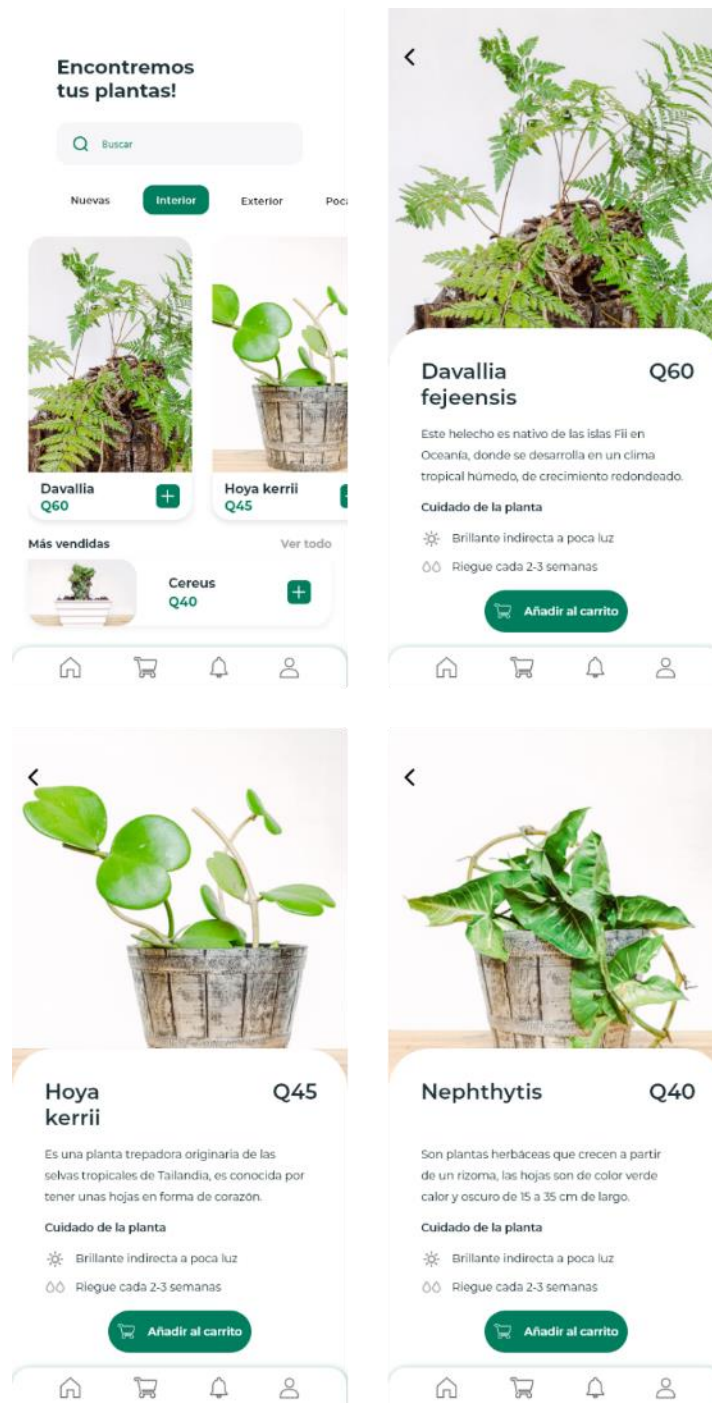 Encontremos
tus plantas!
Buscar
Nuevas Interior Exterior Poca
Davallia
Q60
Hoya kerrii
Q45
Más vendidas Ver todo
Cereus
Q40
Davallia
fejeensis
Q60
Este helecho es nativo de las islas Fii en
Oceanía, donde se desarrolla en un clima
tropical húmedo, de crecimiento redondeado.
Cuidado de la planta
Brillante indirecta a poca luz
Riegue cada 2-3 semanas
Añadir al carrito
Hoya
kerrii
Q45
Es una planta trepadora originaria de las
selvas tropicales de Tailandia, es conocida por
tener unas hojas en forma de corazón.
Cuidado de la planta
Brillante indirecta a poca luz
Riegue cada 2-3 semanas
Añadir al carrito
Nephthytis
Q40
Son plantas herbáceas que crecen a partir
de un rizoma, las hojas son de color verde
calor y oscuro de 15 a 35 cm de largo.
Cuidado de la planta
Brillante indirecta a poca luz
Riegue cada 2-3 semanas
Añadir al carrito